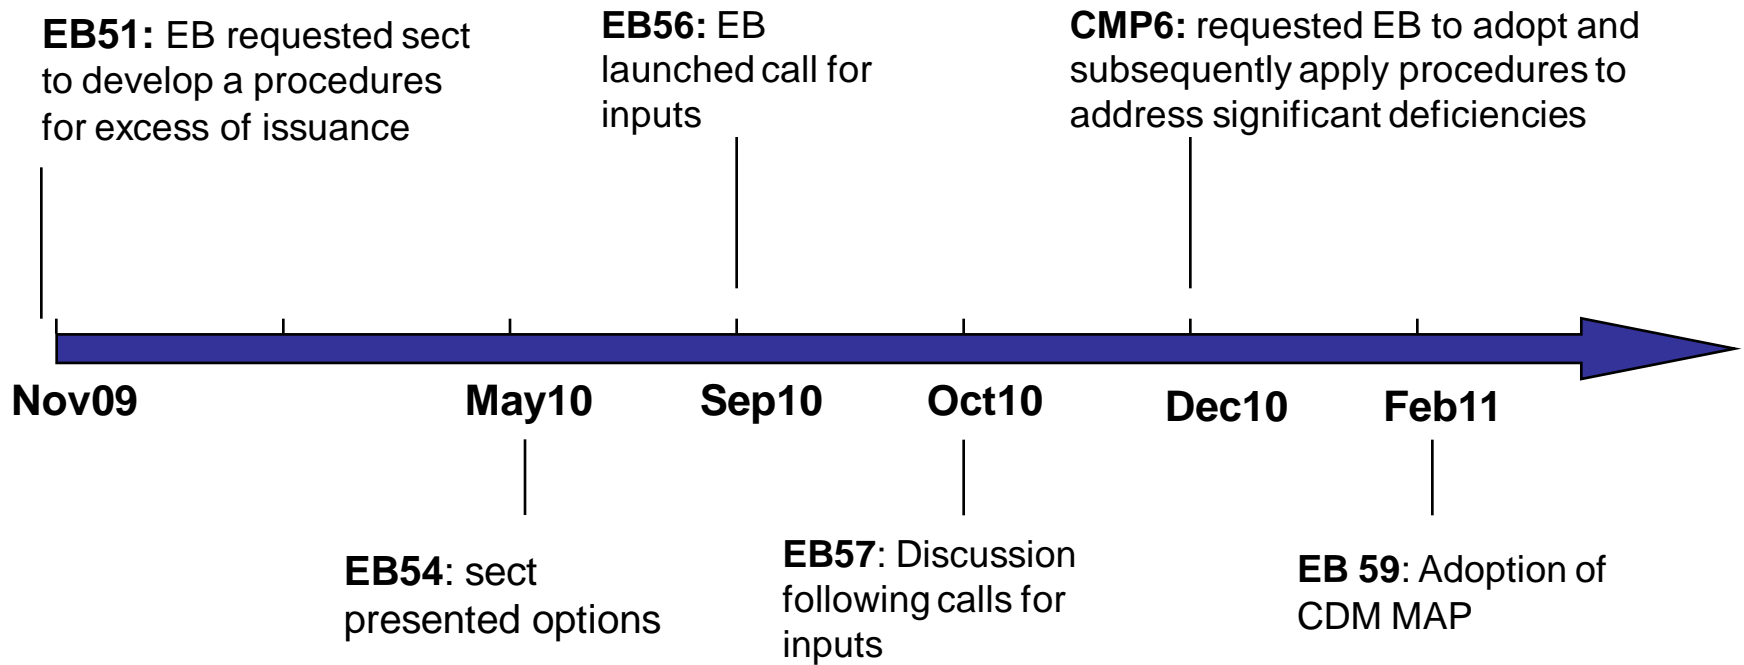 EB51: EB requested sect
to develop a procedures
for excess of issuance
EB56: EB
launched call for
inputs
CMP6: requested EB to adopt and
subsequently apply procedures to
address significant deficiencies
Nov09
May10
Sep10
Oct10
Dec10
Feb11
EB54: sect
presented options
EB57: Discussion
following calls for
inputs
EB 59: Adoption of
CDM MAP